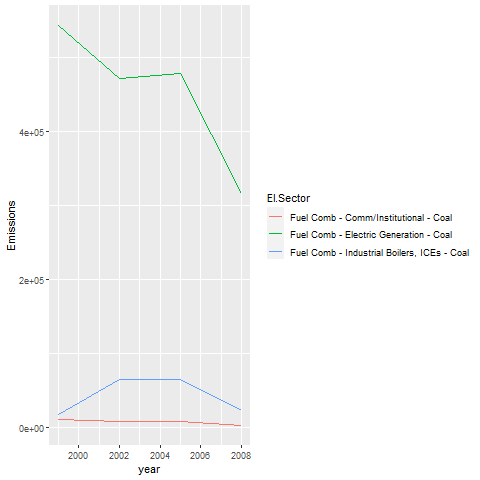 Emissions
4e+05
2e+05
0e+00
2000 2002 2004 2006 2008
year
EI.Sector
Fuel Comb - Comm/Institutional - Coal
Fuel Comb - Electric Generation - Coal
Fuel Comb - Industrial Boilers, ICEs - Coal